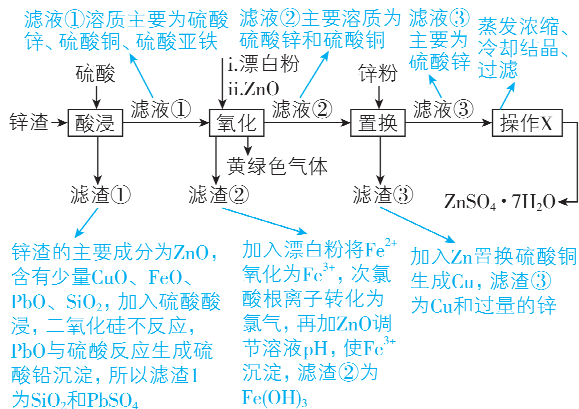 滤液①溶质主要为硫酸
锌、硫酸铜、硫酸亚铁
滤液②主要溶质为
硫酸锌和硫酸铜
滤液③
主要为
硫酸锌
蒸发浓缩、
冷却结晶、
过滤
硫酸
i.漂白粉
ii.ZnO
锌粉
锌渣
酸浸
滤液①
氧化
滤液②
置换
滤液③
操作X
黄绿色气体
滤渣①
滤渣②
滤渣③
ZnSO₄·7H₂O
锌渣的主要成分为ZnO,
含有少量CuO、FeO、
PbO、SiO₂,加入硫酸酸
浸,二氧化硅不反应,
PbO与硫酸反应生成硫
酸铅沉淀,所以滤渣1
为SiO₂和PbSO₄
加入漂白粉将Fe²⁺
氧化为Fe³⁺,次氯
酸根离子转化为
氯气,再加ZnO调
节溶液pH,使Fe³⁺
沉淀,滤渣②为
Fe(OH)₃
加入Zn置换硫酸铜
生成Cu,滤渣③
为Cu和过量的锌